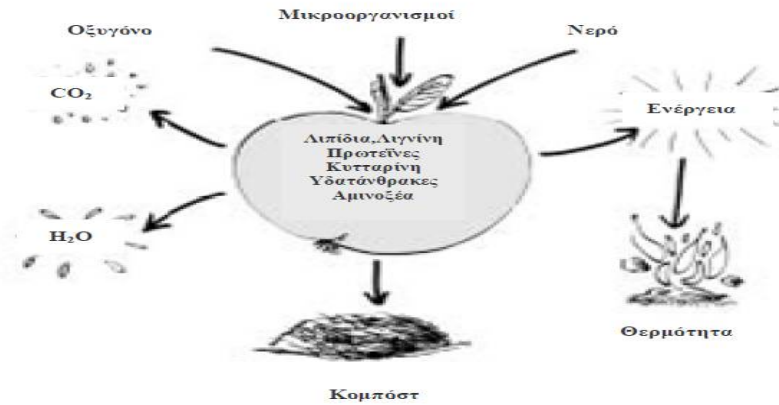 Μικροοργανισμοί
Οξυγόνο
Νερό
CO₂
Ενέργεια
Λιπίδια,Λιγνίνη
Πρωτεΐνες
Κυτταρίνη
Υδατάνθρακες
Αμινοξέα
H₂O
Θερμότητα
Κομπόστ